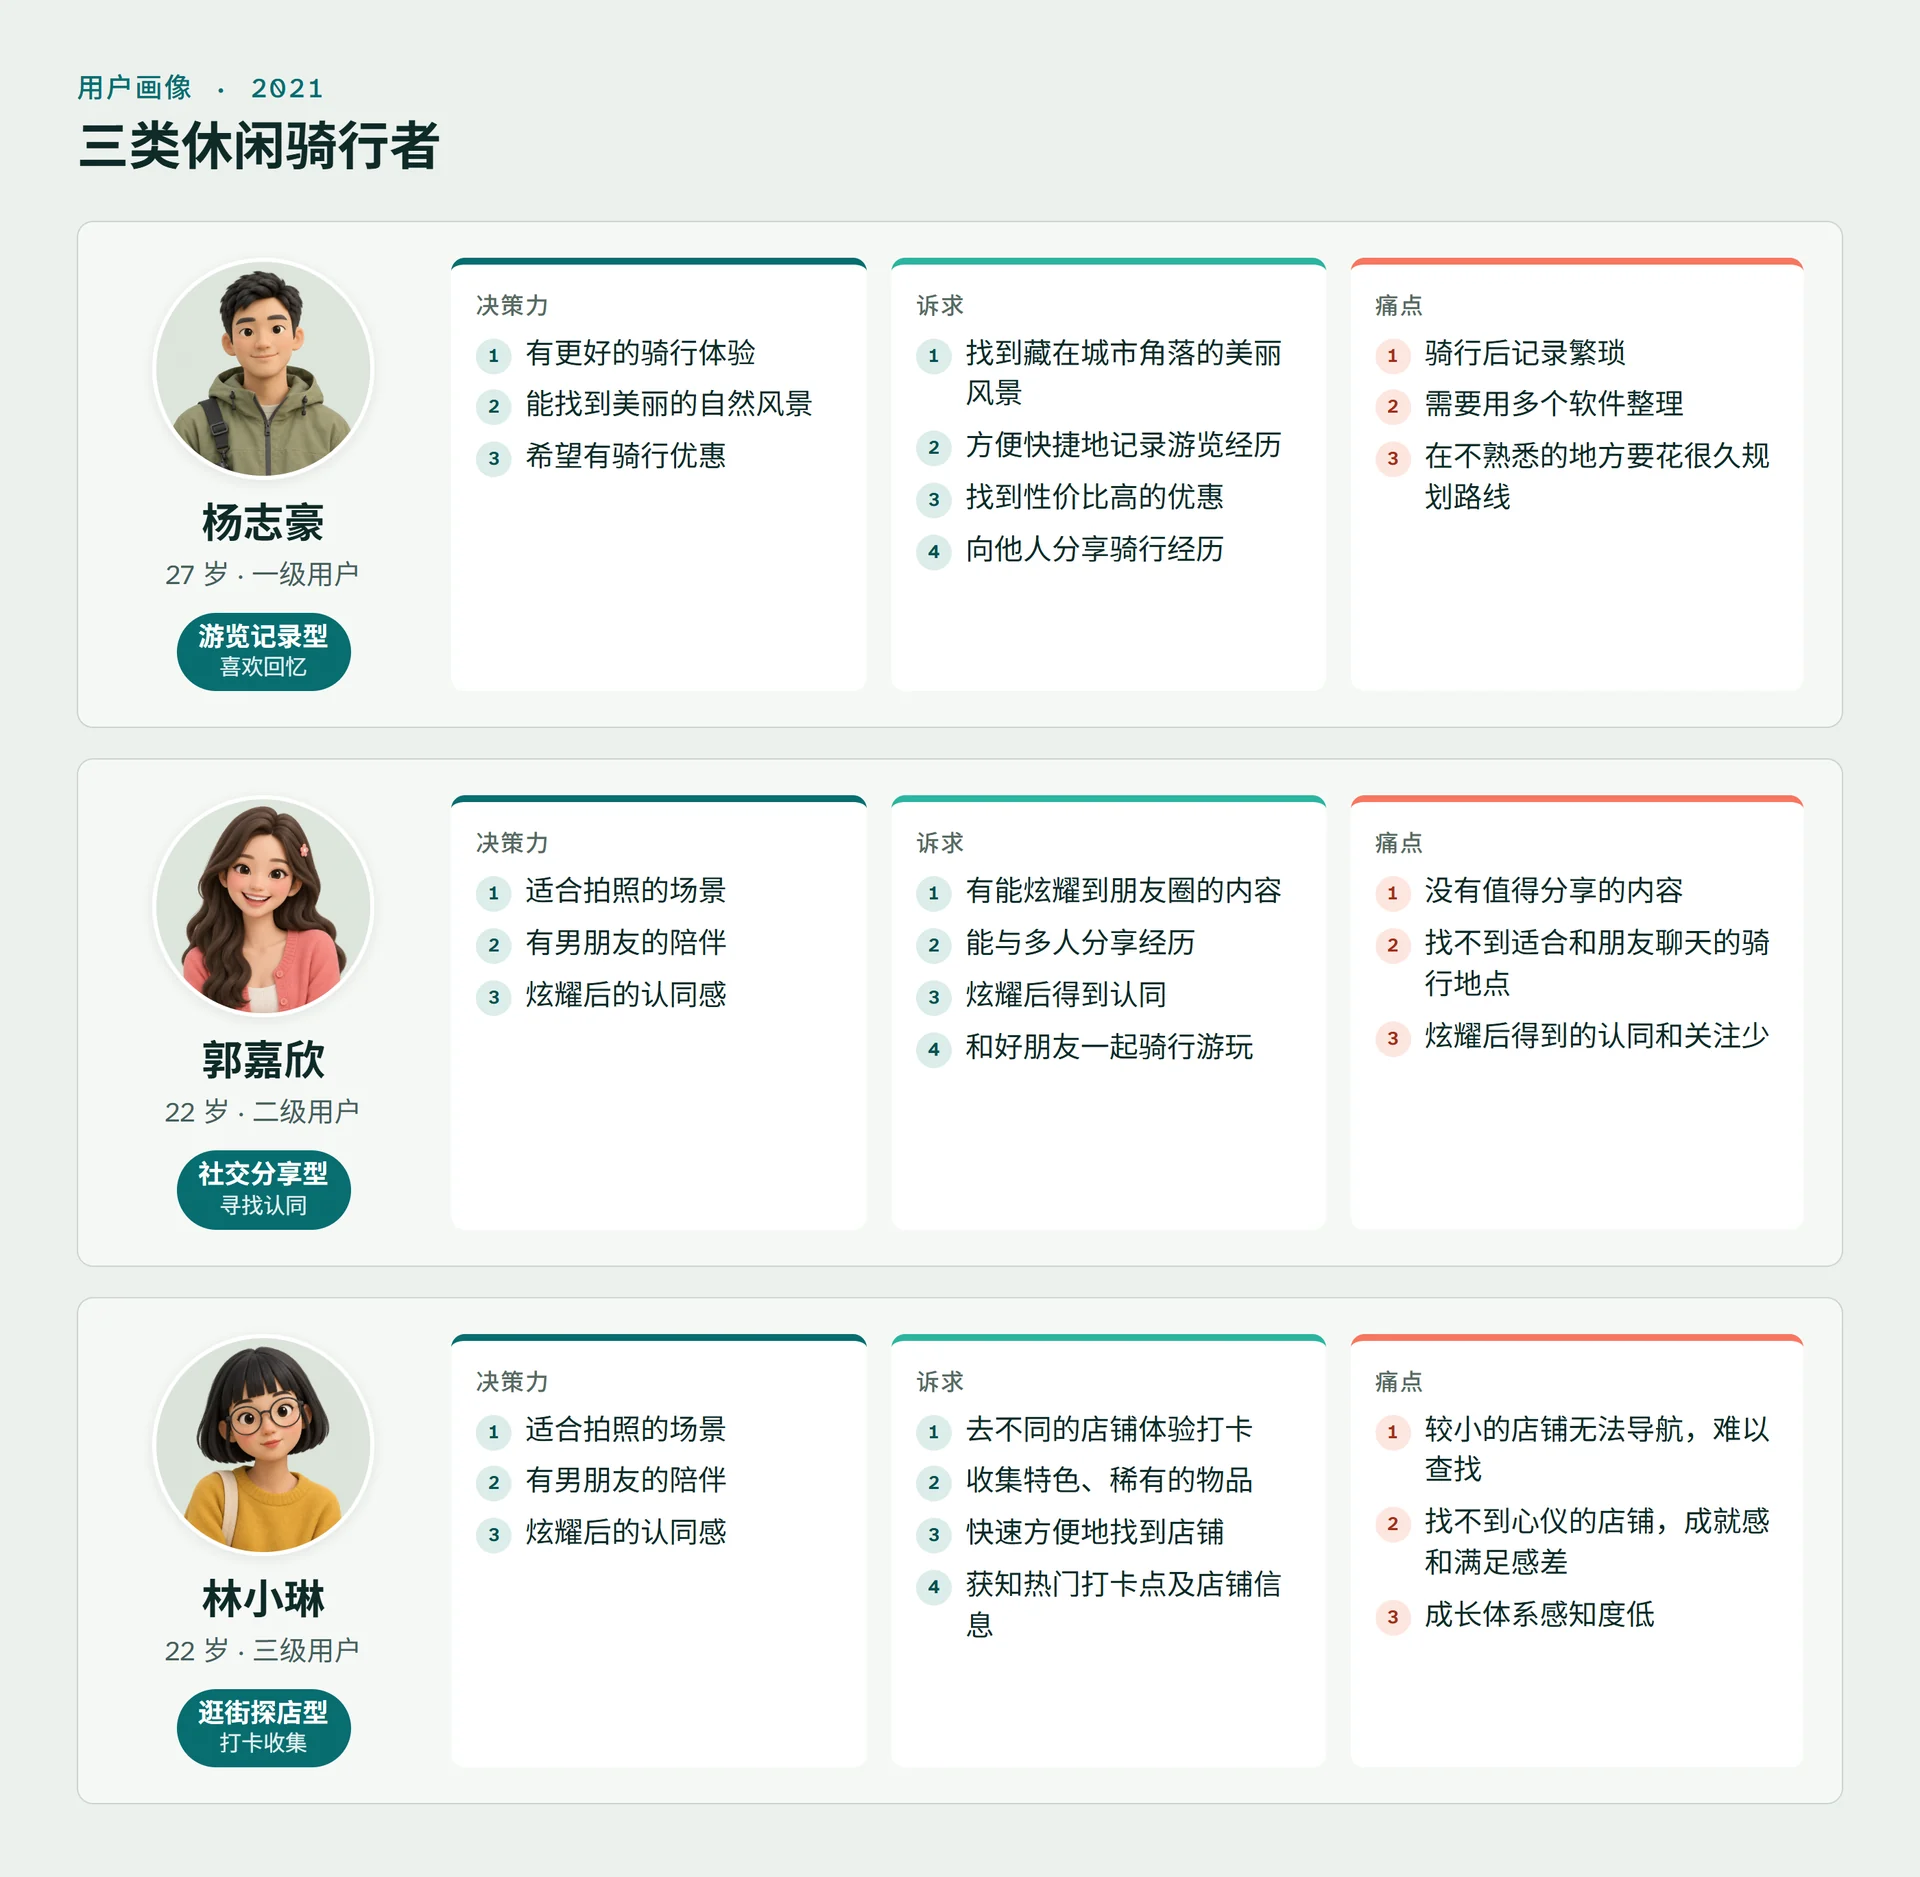 用户画像 · 2021
三类休闲骑行者
杨志豪
27 岁 · 一级用户
游览记录型
喜欢回忆
决策力
1 有更好的骑行体验
2 能找到美丽的自然风景
3 希望有骑行优惠
诉求
1 找到藏在城市角落的美丽
风景
2 方便快捷地记录游览经历
3 找到性价比高的优惠
4 向他人分享骑行经历
痛点
1 骑行后记录繁琐
2 需要用多个软件整理
3 在不熟悉的地方要花很久规
划路线
郭嘉欣
22 岁 · 二级用户
社交分享型
寻找认同
决策力
1 适合拍照的场景
2 有男朋友的陪伴
3 炫耀后的认同感
诉求
1 有能炫耀到朋友圈的内容
2 能与多人分享经历
3 炫耀后得到认同
4 和好朋友一起骑行游玩
痛点
1 没有值得分享的内容
2 找不到适合和朋友聊天的骑
行地点
3 炫耀后得到的认同和关注少
林小琳
22 岁 · 三级用户
逛街探店型
打卡收集
决策力
1 适合拍照的场景
2 有男朋友的陪伴
3 炫耀后的认同感
诉求
1 去不同的店铺体验打卡
2 收集特色、稀有的物品
3 快速方便地找到店铺
4 获知热门打卡点及店铺信
息
痛点
1 较小的店铺无法导航，难以
查找
2 找不到心仪的店铺，成就感
和满足感差
3 成长体系感知度低